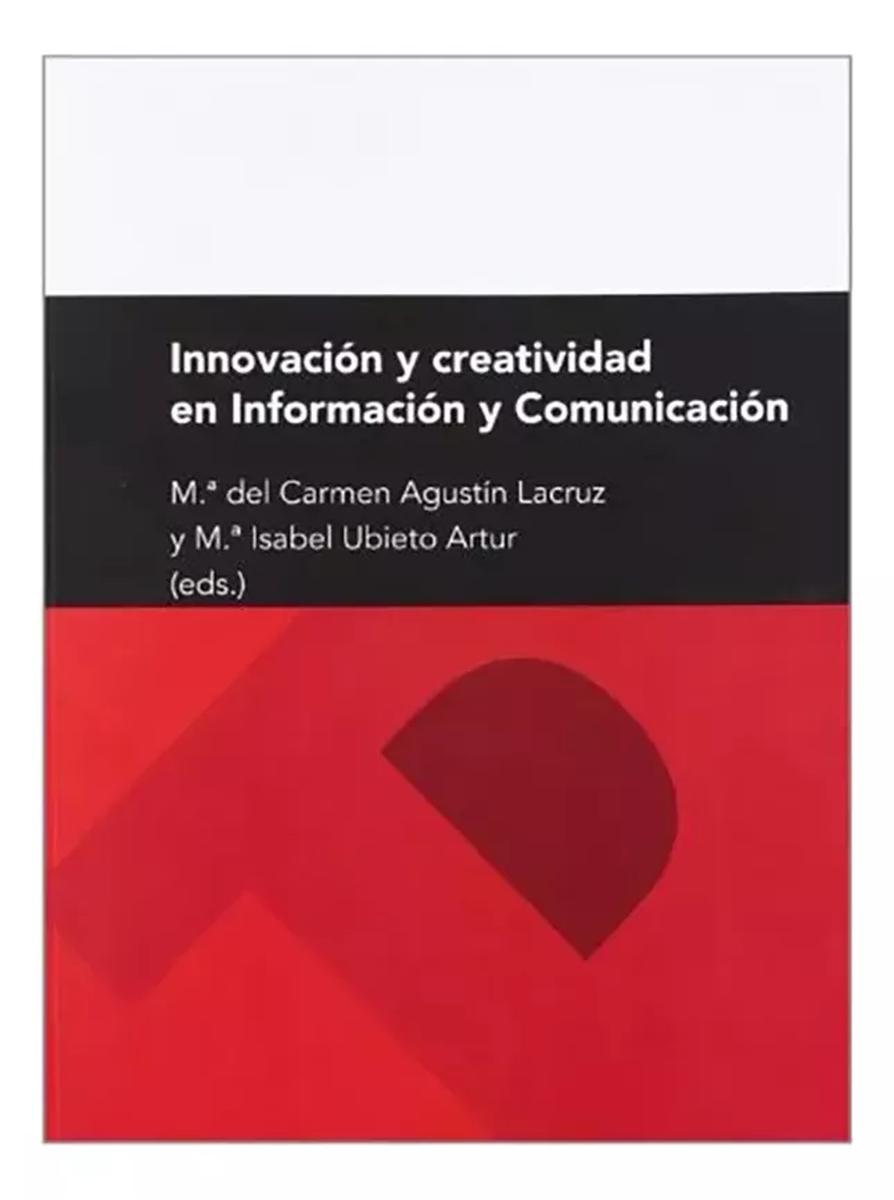 Innovación y creatividad
en Información y Comunicación
M.ª del Carmen Agustín Lacruz
y M.ª Isabel Ubieto Artur
(eds.)